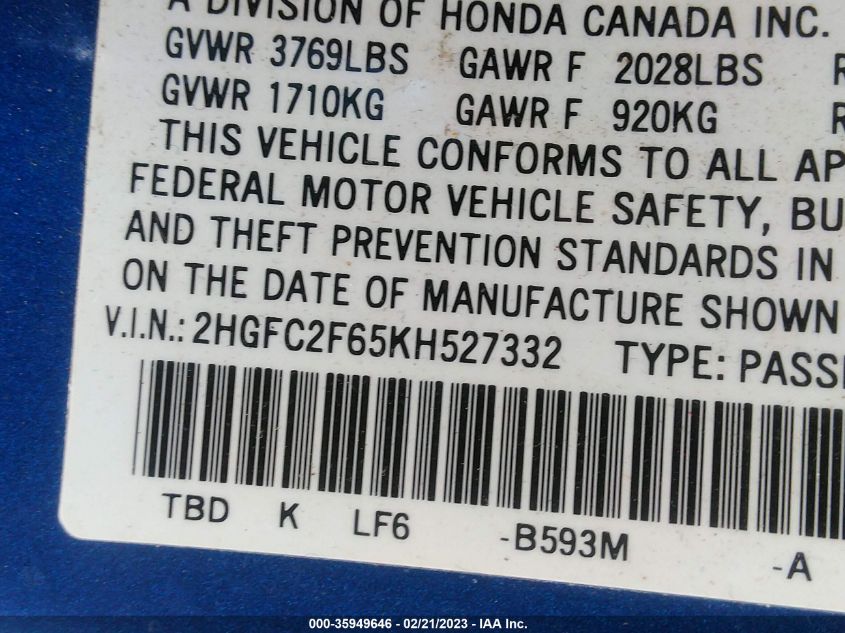 A DIVISION OF HONDA CANADA INC.
GVWR 3769LBS GAWR F 2028LBS R
GVWR 1710KG GAWR F 920KG R
THIS VEHICLE CONFORMS TO ALL AP
FEDERAL MOTOR VEHICLE SAFETY, BU
AND THEFT PREVENTION STANDARDS IN
ON THE DATE OF MANUFACTURE SHOWN
V.I.N.: 2HGFC2F65KH527332 TYPE: PASS
TBD K LF6 -B593M -A
000-35949646 / 02/21/2023 - IAA Inc.